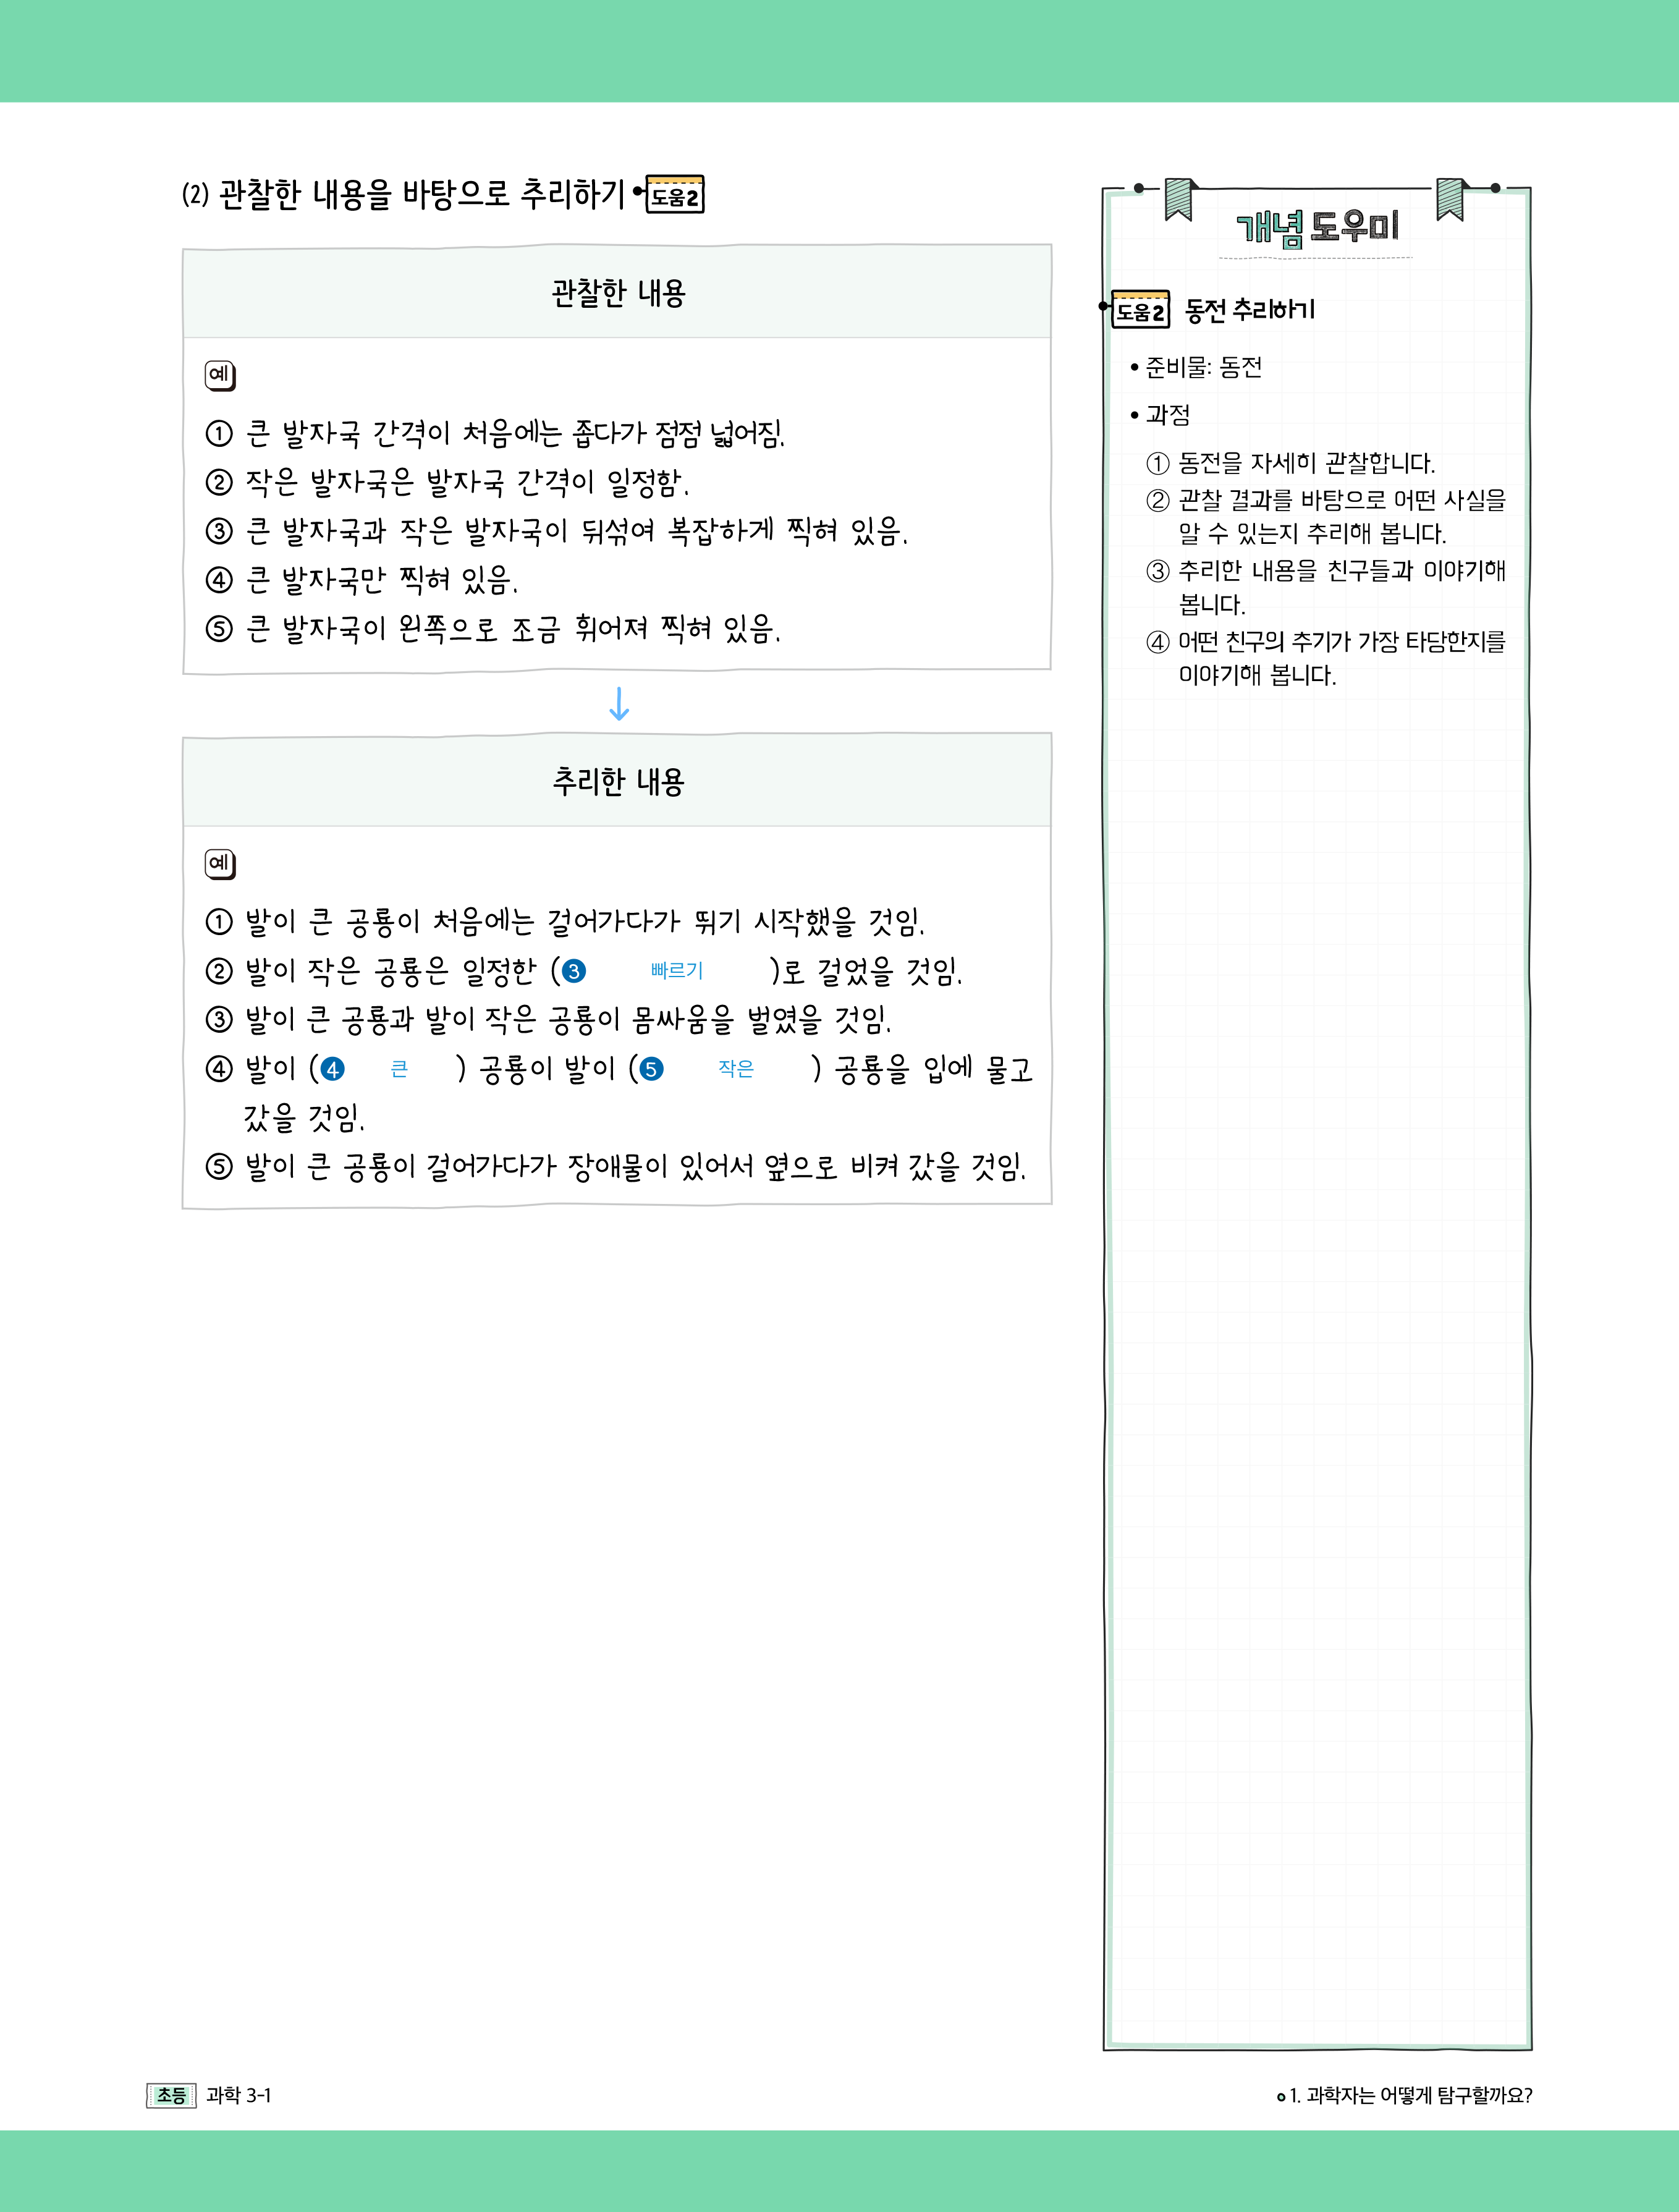 (2) 관찰한 내용을 바탕으로 추리하기 도움2
관찰한 내용
예
① 큰 발자국 간격이 처음에는 좁다가 점점 넓어짐.
② 작은 발자국은 발자국 간격이 일정함.
③ 큰 발자국과 작은 발자국이 뒤섞여 복잡하게 찍혀 있음.
④ 큰 발자국만 찍혀 있음.
⑤ 큰 발자국이 왼쪽으로 조금 휘어져 찍혀 있음.
↓
추리한 내용
예
① 발이 큰 공룡이 처음에는 걸어가다가 뛰기 시작했을 것임.
② 발이 작은 공룡은 일정한 (❸ 빠르기 )로 걸었을 것임.
③ 발이 큰 공룡과 발이 작은 공룡이 몸싸움을 벌였을 것임.
④ 발이 (❹ 큰 ) 공룡이 발이 (❺ 작은 ) 공룡을 입에 물고
갔을 것임.
⑤ 발이 큰 공룡이 걸어가다가 장애물이 있어서 옆으로 비켜 갔을 것임.
개념 도우미
도움2 동전 추리하기
• 준비물: 동전
• 과정
① 동전을 자세히 관찰합니다.
② 관찰 결과를 바탕으로 어떤 사실을
알 수 있는지 추리해 봅니다.
③ 추리한 내용을 친구들과 이야기해
봅니다.
④ 어떤 친구의 추기가 가장 타당한지를
이야기해 봅니다.
초등 과학 3-1
1. 과학자는 어떻게 탐구할까요?